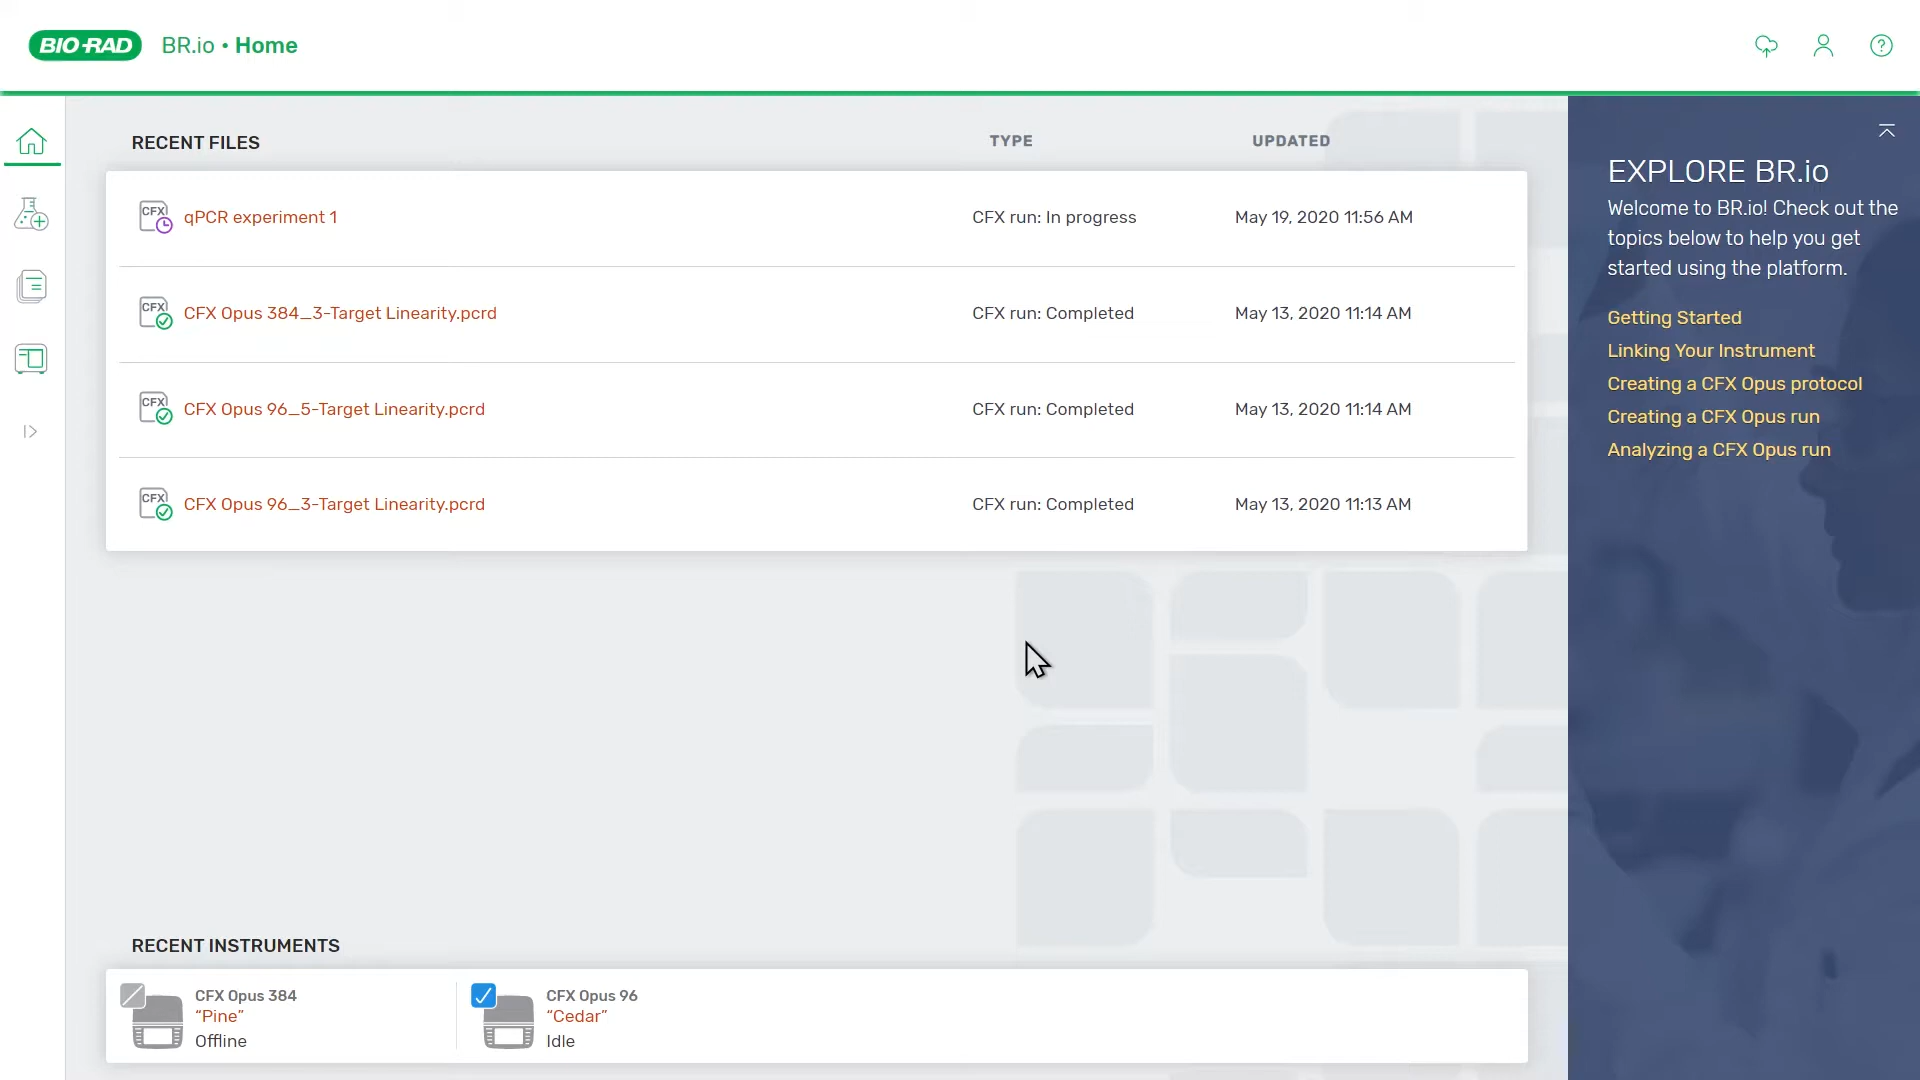 BIO-RAD BR.io • Home
RECENT FILES TYPE UPDATED
CFX qPCR experiment 1 CFX run: In progress May 19, 2020 11:56 AM
CFX CFX Opus 384_3-Target Linearity.pcrd CFX run: Completed May 13, 2020 11:14 AM
CFX CFX Opus 96_5-Target Linearity.pcrd CFX run: Completed May 13, 2020 11:14 AM
CFX CFX Opus 96_3-Target Linearity.pcrd CFX run: Completed May 13, 2020 11:13 AM
EXPLORE BR.io
Welcome to BR.io! Check out the
topics below to help you get
started using the platform.
Getting Started
Linking Your Instrument
Creating a CFX Opus protocol
Creating a CFX Opus run
Analyzing a CFX Opus run
RECENT INSTRUMENTS
CFX Opus 384
“Pine”
Offline
CFX Opus 96
“Cedar”
Idle